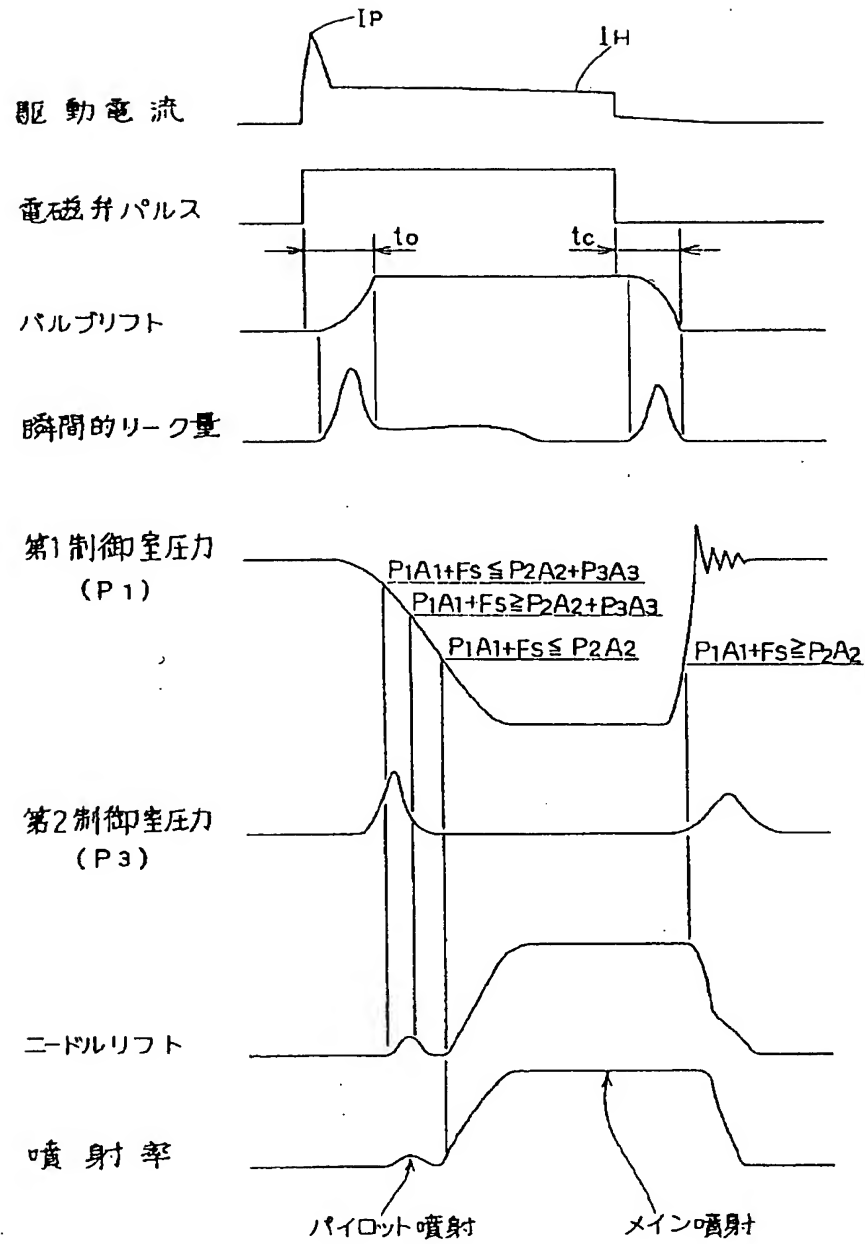 IP
IH
駆動電流
電磁弁パルス
to
tc
バルブリフト
瞬間的リーク量
第1制御室圧力
(P1)
P1A1+Fs≦P2A2+P3A3
P1A1+Fs≧P2A2+P3A3
P1A1+Fs≦P2A2
P1A1+Fs≧P2A2
第2制御室圧力
(P3)
ニードルリフト
噴射率
パイロット噴射
メイン噴射